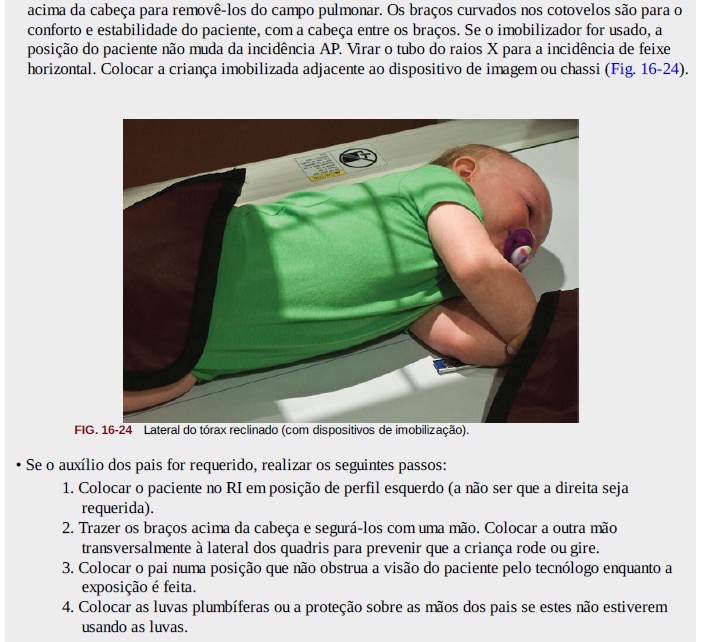 acima da cabeça para removê-los do campo pulmonar. Os braços curvados nos cotovelos são para o
conforto e estabilidade do paciente, com a cabeça entre os braços. Se o imobilizador for usado, a
posição do paciente não muda da incidência AP. Virar o tubo do raios X para a incidência de feixe
horizontal. Colocar a criança imobilizada adjacente ao dispositivo de imagem ou chassi (Fig. 16-24).
FIG. 16-24 Lateral do tórax reclinado (com dispositivos de imobilização).
• Se o auxílio dos pais for requerido, realizar os seguintes passos:
1. Colocar o paciente no RI em posição de perfil esquerdo (a não ser que a direita seja
requerida).
2. Trazer os braços acima da cabeça e segurá-los com uma mão. Colocar a outra mão
transversalmente à lateral dos quadris para prevenir que a criança rode ou gire.
3. Colocar o pai numa posição que não obstrua a visão do paciente pelo tecnólogo enquanto a
exposição é feita.
4. Colocar as luvas plumbíferas ou a proteção sobre as mãos dos pais se estes não estiverem
usando as luvas.